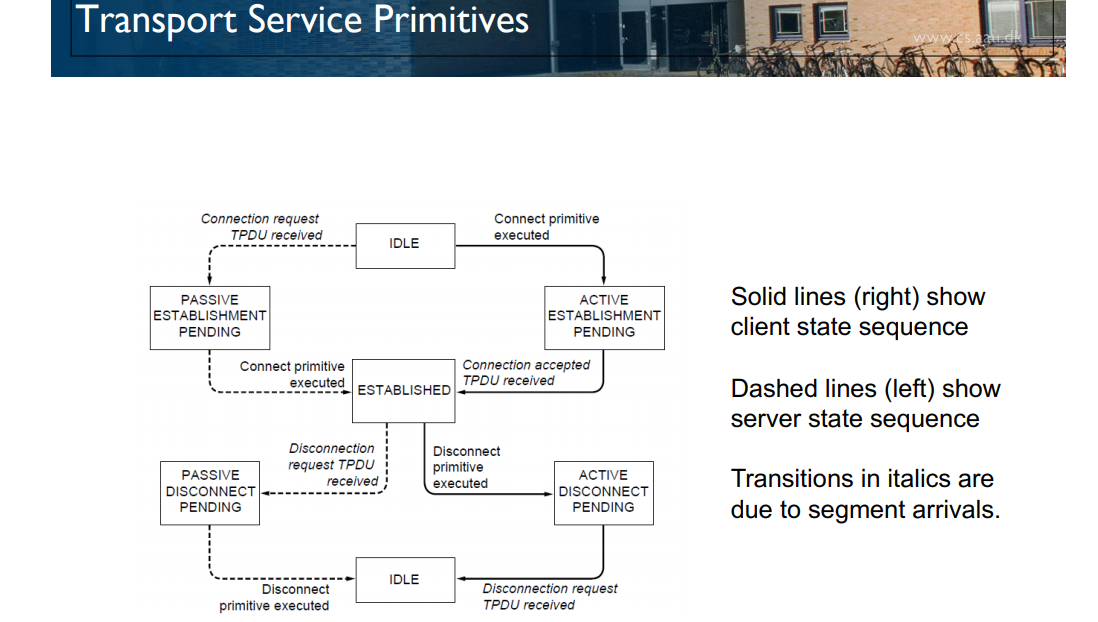 Transport Service Primitives
www.cs.aau.dk
Connection request
TPDU received
IDLE
Connect primitive
executed
PASSIVE
ESTABLISHMENT
PENDING
ACTIVE
ESTABLISHMENT
PENDING
Connect primitive
executed
ESTABLISHED
Connection accepted
TPDU received
Disconnection
request TPDU
received
Disconnect
primitive
executed
PASSIVE
DISCONNECT
PENDING
ACTIVE
DISCONNECT
PENDING
IDLE
Disconnect
primitive executed
Disconnection request
TPDU received
Solid lines (right) show
client state sequence
Dashed lines (left) show
server state sequence
Transitions in italics are
due to segment arrivals.